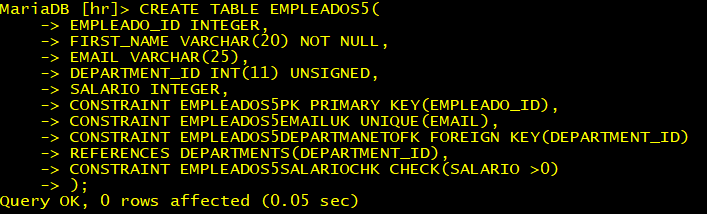 MariaDB [hr]> CREATE TABLE EMPLEADOS5(
-> EMPLEADO_ID INTEGER,
-> FIRST_NAME VARCHAR(20) NOT NULL,
-> EMAIL VARCHAR(25),
-> DEPARTMENT_ID INT(11) UNSIGNED,
-> SALARIO INTEGER,
-> CONSTRAINT EMPLEADOS5PK PRIMARY KEY(EMPLEADO_ID),
-> CONSTRAINT EMPLEADOS5EMAILUK UNIQUE(EMAIL),
-> CONSTRAINT EMPLEADOS5DEPARTMANETOFK FOREIGN KEY(DEPARTMENT_ID)
-> REFERENCES DEPARTMENTS(DEPARTMENT_ID),
-> CONSTRAINT EMPLEADOS5SALARIOCHK CHECK(SALARIO >0)
-> );
Query OK, 0 rows affected (0.05 sec)